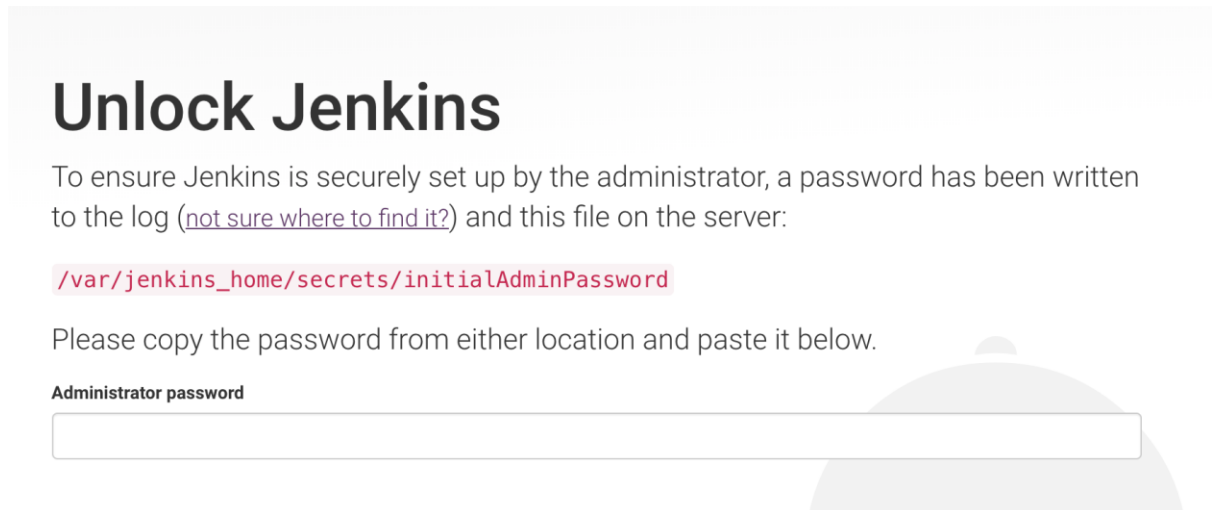 Unlock Jenkins
To ensure Jenkins is securely set up by the administrator, a password has been written
to the log (not sure where to find it?) and this file on the server:
/var/jenkins_home/secrets/initialAdminPassword
Please copy the password from either location and paste it below.
Administrator password